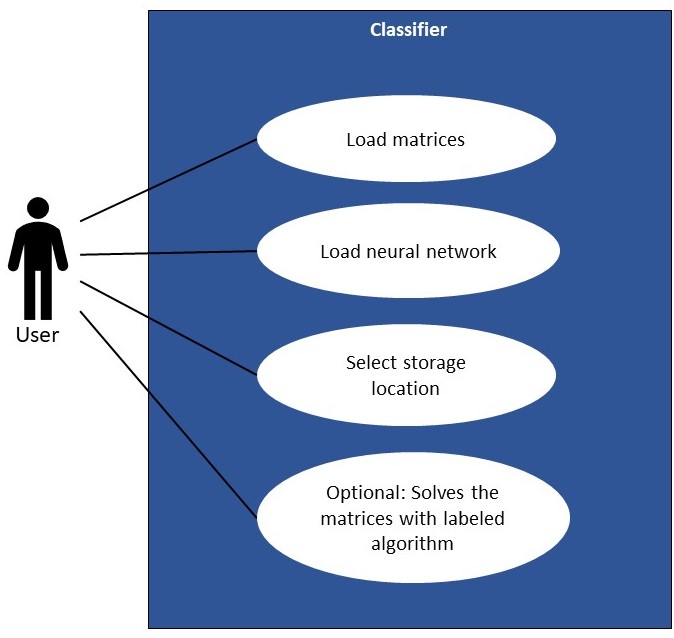 Classifier
Load matrices
Load neural network
User
Select storage
location
Optional: Solves the
matrices with labeled
algorithm